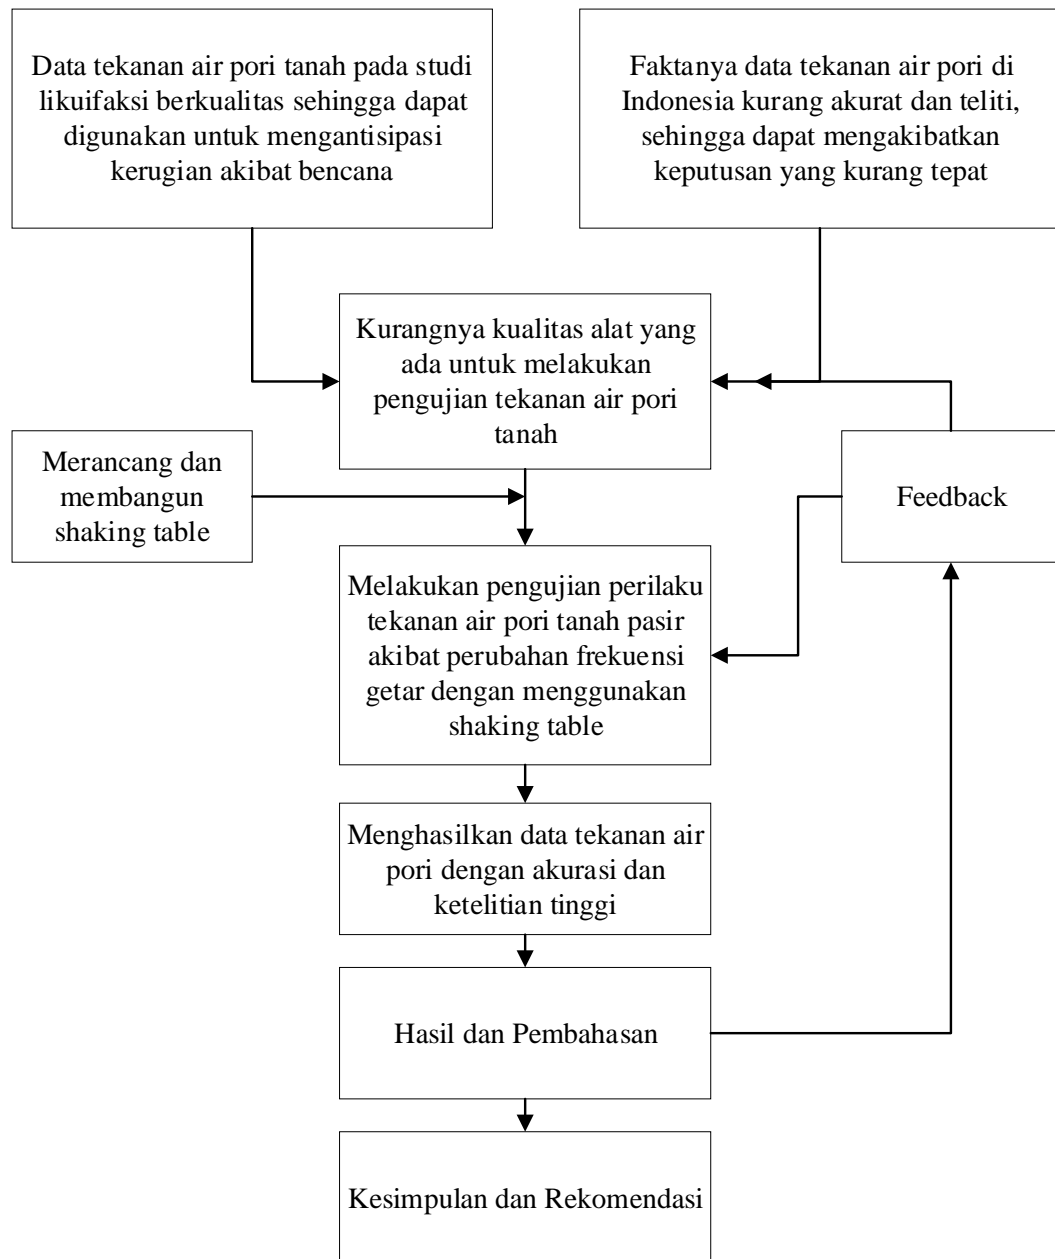 Data tekanan air pori tanah pada studi
likuifaksi berkualitas sehingga dapat
digunakan untuk mengantisipasi
kerugian akibat bencana
Faktanya data tekanan air pori di
Indonesia kurang akurat dan teliti,
sehingga dapat mengakibatkan
keputusan yang kurang tepat
Kurangnya kualitas alat yang
ada untuk melakukan
pengujian tekanan air pori
tanah
Merancang dan
membangun
shaking table
Feedback
Melakukan pengujian perilaku
tekanan air pori tanah pasir
akibat perubahan frekuensi
getar dengan menggunakan
shaking table
Menghasilkan data tekanan air
pori dengan akurasi dan
ketelitian tinggi
Hasil dan Pembahasan
Kesimpulan dan Rekomendasi